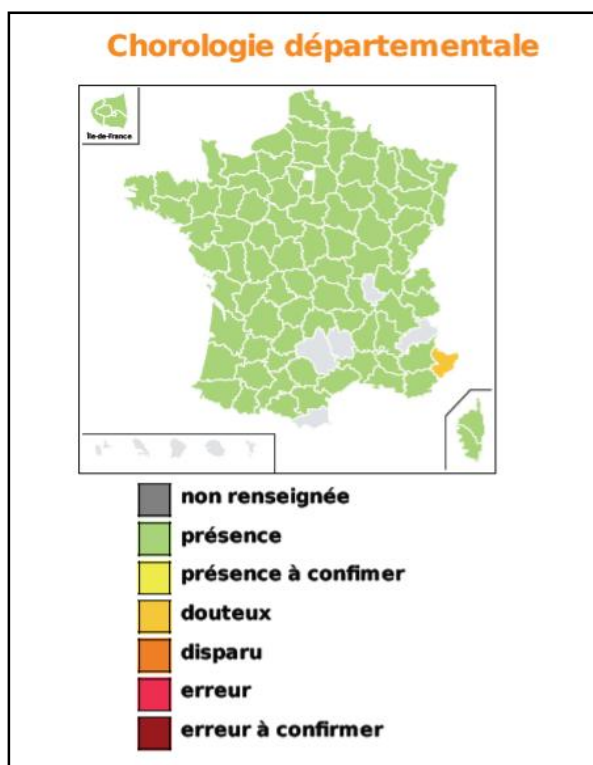 Chorologie départementale
Île-de-France
non renseignée
présence
présence à confimer
douteux
disparu
erreur
erreur à confirmer